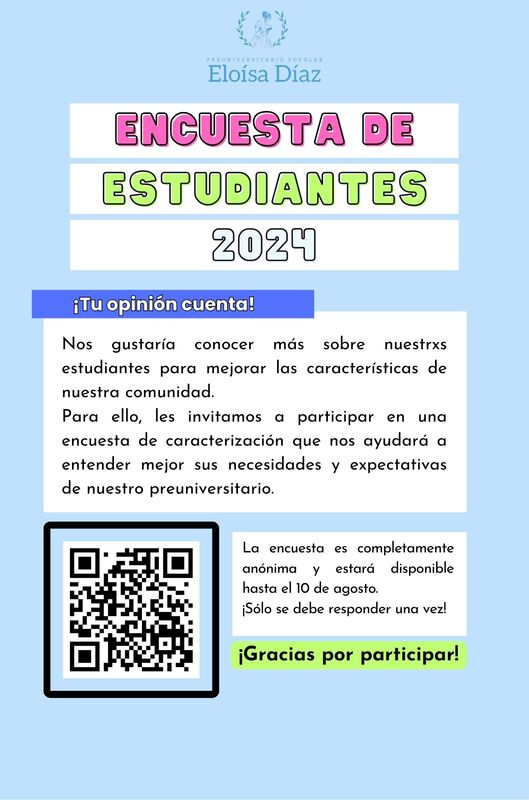 PREUNIVERSITARIO POPULAR
Eloísa Díaz
ENCUESTA DE
ESTUDIANTES
2024
¡Tu opinión cuenta!
Nos gustaría conocer más sobre nuestrxs
estudiantes para mejorar las características de
nuestra comunidad.
Para ello, les invitamos a participar en una
encuesta de caracterización que nos ayudará a
entender mejor sus necesidades y expectativas
de nuestro preuniversitario.
La encuesta es completamente
anónima y estará disponible
hasta el 10 de agosto.
¡Sólo se debe responder una vez!
¡Gracias por participar!